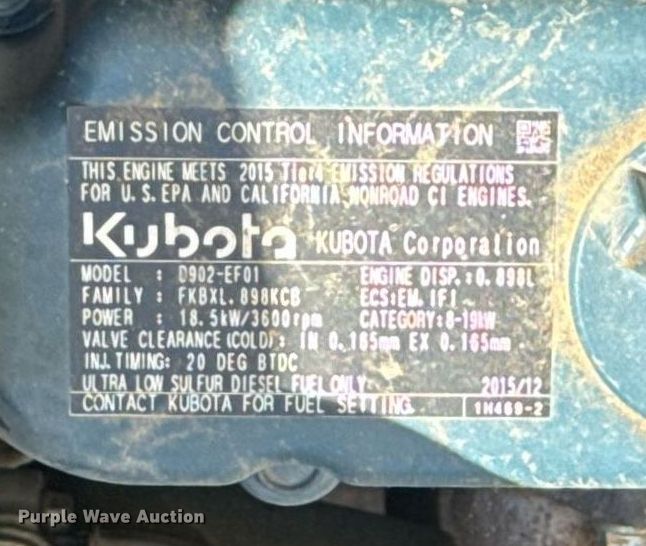 EMISSION CONTROL INFORMATION
THIS ENGINE MEETS 2015 Tier4 EMISSION REGULATIONS
FOR U.S. EPA AND CALIFORNIA NONROAD CI ENGINES.
Kubota KUBOTA Corporation
MODEL : D902-EF01 ENGINE DISP.:0.898L
FAMILY : FKBXL.898KCB ECS:EM, IFI
POWER : 18.5kW/3600rpm CATEGORY:8-19kW
VALVE CLEARANCE(COLD): IN 0.165mm EX 0.165mm
INJ.TIMING: 20 DEG BTDC
ULTRA LOW SULFUR DIESEL FUEL ONLY 2015/12
CONTACT KUBOTA FOR FUEL SETTING. 1N469-2
Purple Wave Auction